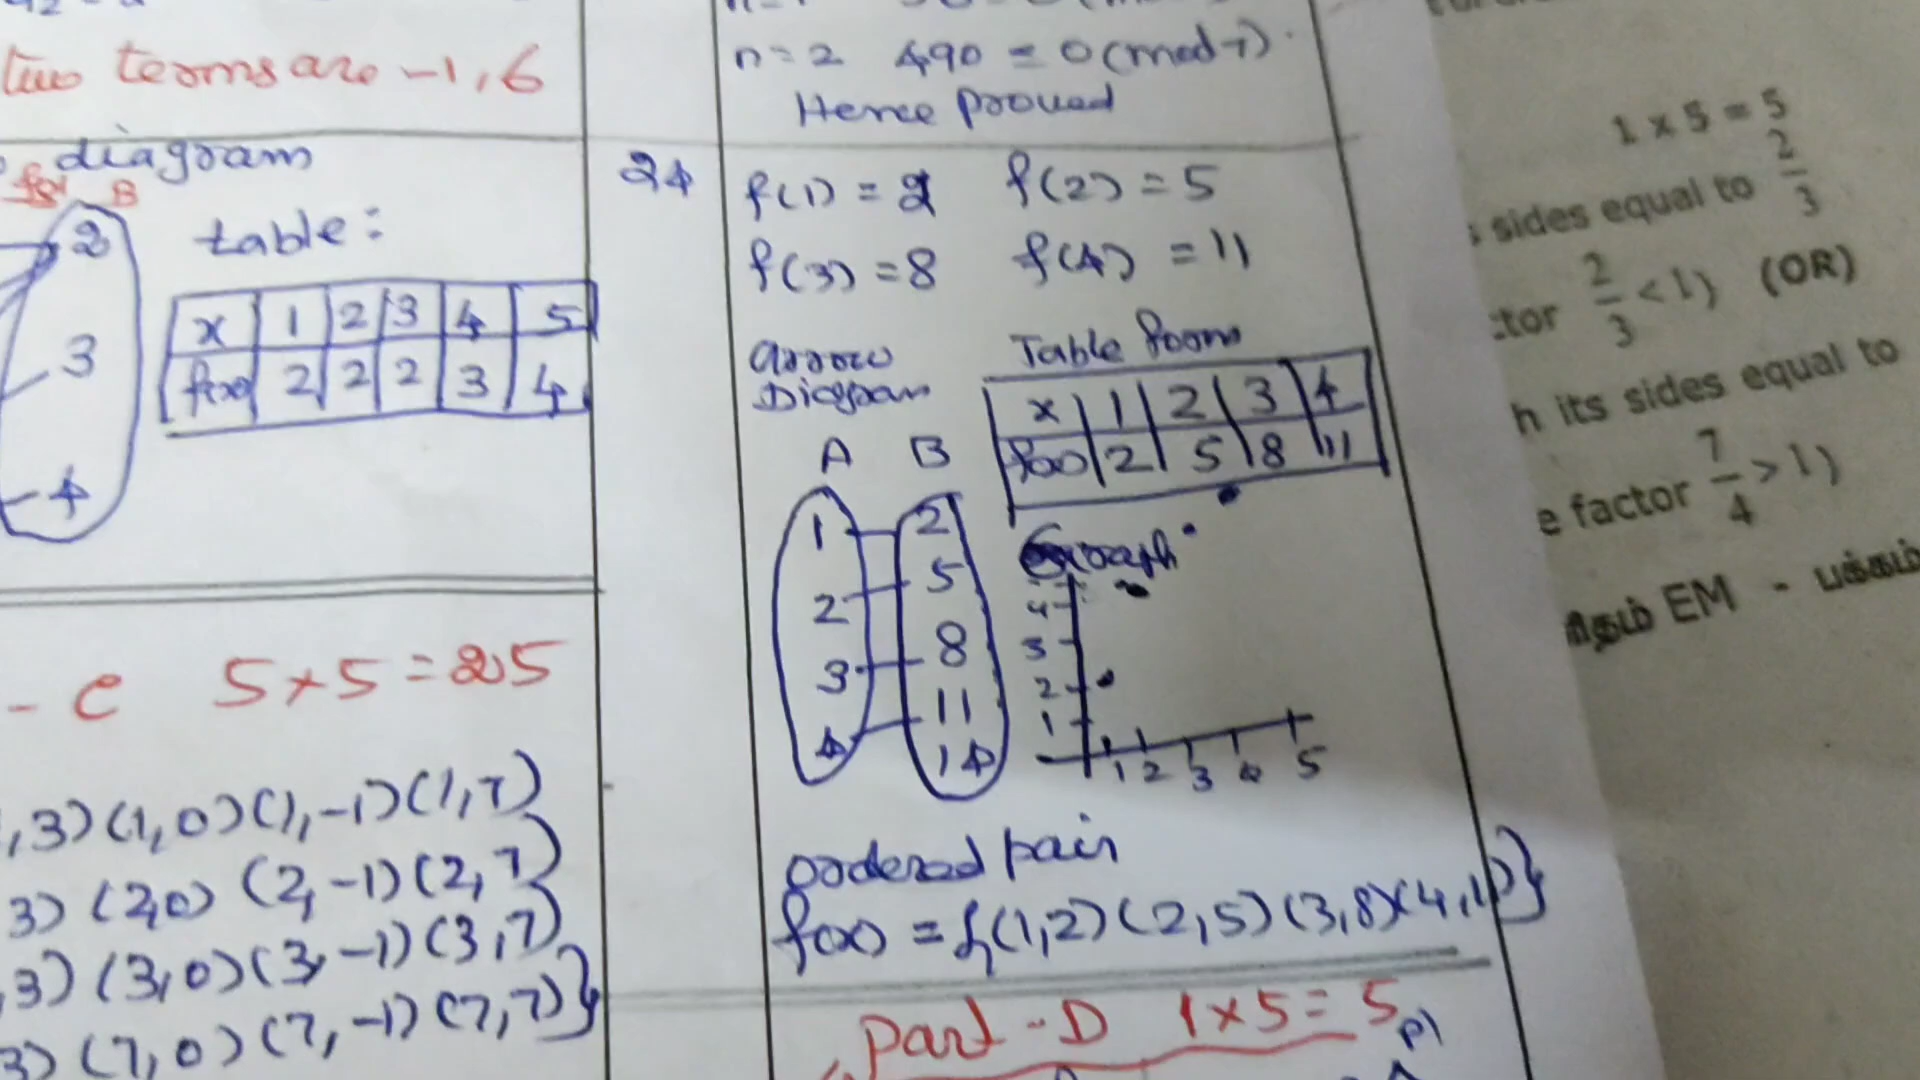 two terms are -1, 6
diagram
B
2
3
4
table:
x 1 2 3 4 5
f(x) 2 2 2 3 4
- C 5 × 5 = 25
, 3) (1, 0) (1, -1) (1, 7)
3) (2, 0) (2, -1) (2, 7)
, 3) (3, 0) (3, -1) (3, 7)
3) (7, 0) (7, -1) (7, 7)}
n = 2 490 = 0 (mod 7)
Hence proved
24 f(1) = 2 f(2) = 5
f(3) = 8 f(4) = 11
arrow
Diagram
A B
1 2
2 5
3 8
4 11
14
Table form
x 1 2 3 4
f(x) 2 5 8 11
Graph
4
3
2
1
1 2 3 4 5
ordered pair
f(x) = {(1,2) (2,5) (3,8) (4,11)}
Part - D 1 × 5 = 5
1 x 5 = 5
sides equal to 2/3
ctor 2/3 < 1) (OR)
h its sides equal to
e factor 7/4 > 1)
EM - பக்கம்